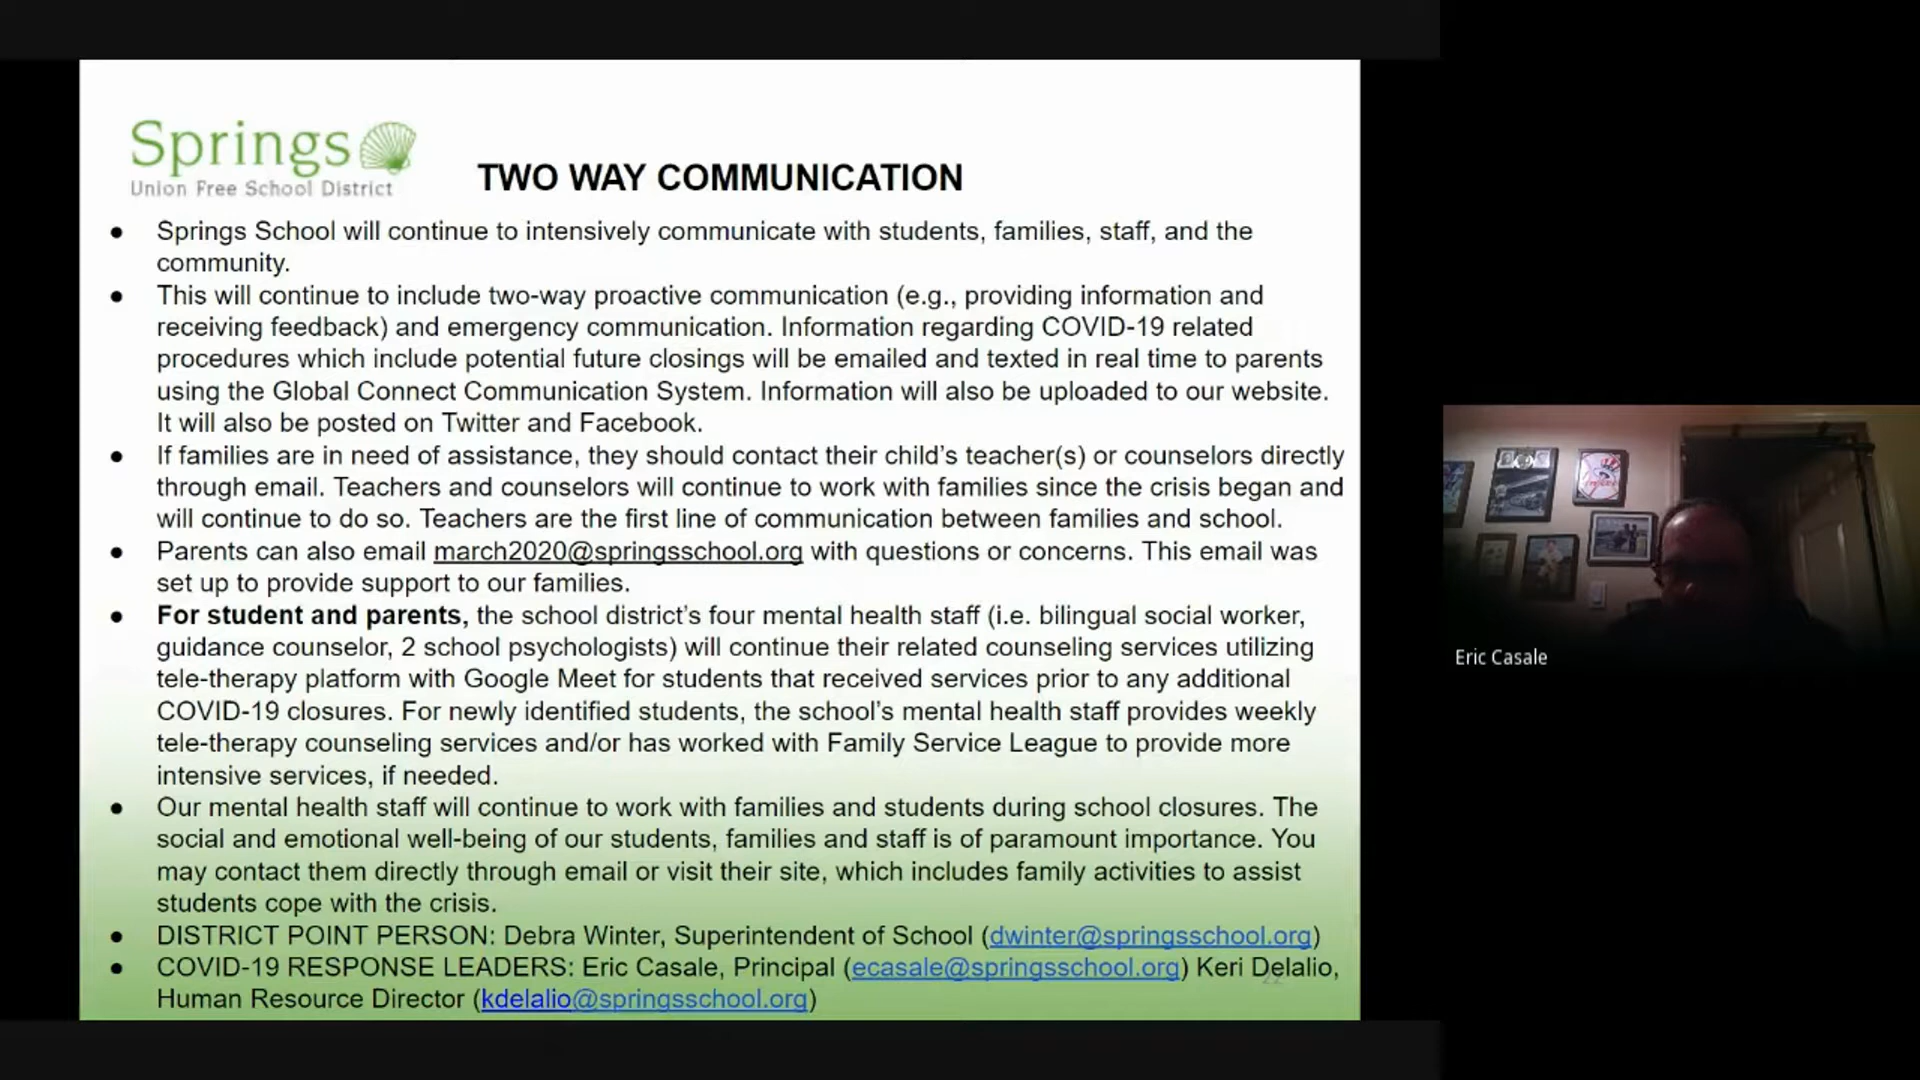 Springs
Union Free School District
TWO WAY COMMUNICATION
● Springs School will continue to intensively communicate with students, families, staff, and the
community.
● This will continue to include two-way proactive communication (e.g., providing information and
receiving feedback) and emergency communication. Information regarding COVID-19 related
procedures which include potential future closings will be emailed and texted in real time to parents
using the Global Connect Communication System. Information will also be uploaded to our website.
It will also be posted on Twitter and Facebook.
● If families are in need of assistance, they should contact their child’s teacher(s) or counselors directly
through email. Teachers and counselors will continue to work with families since the crisis began and
will continue to do so. Teachers are the first line of communication between families and school.
● Parents can also email march2020@springsschool.org with questions or concerns. This email was
set up to provide support to our families.
● For student and parents, the school district’s four mental health staff (i.e. bilingual social worker,
guidance counselor, 2 school psychologists) will continue their related counseling services utilizing
tele-therapy platform with Google Meet for students that received services prior to any additional
COVID-19 closures. For newly identified students, the school’s mental health staff provides weekly
tele-therapy counseling services and/or has worked with Family Service League to provide more
intensive services, if needed.
● Our mental health staff will continue to work with families and students during school closures. The
social and emotional well-being of our students, families and staff is of paramount importance. You
may contact them directly through email or visit their site, which includes family activities to assist
students cope with the crisis.
● DISTRICT POINT PERSON: Debra Winter, Superintendent of School (dwinter@springsschool.org)
● COVID-19 RESPONSE LEADERS: Eric Casale, Principal (ecasale@springsschool.org) Keri Delalio,
Human Resource Director (kdelalio@springsschool.org)
22
Eric Casale